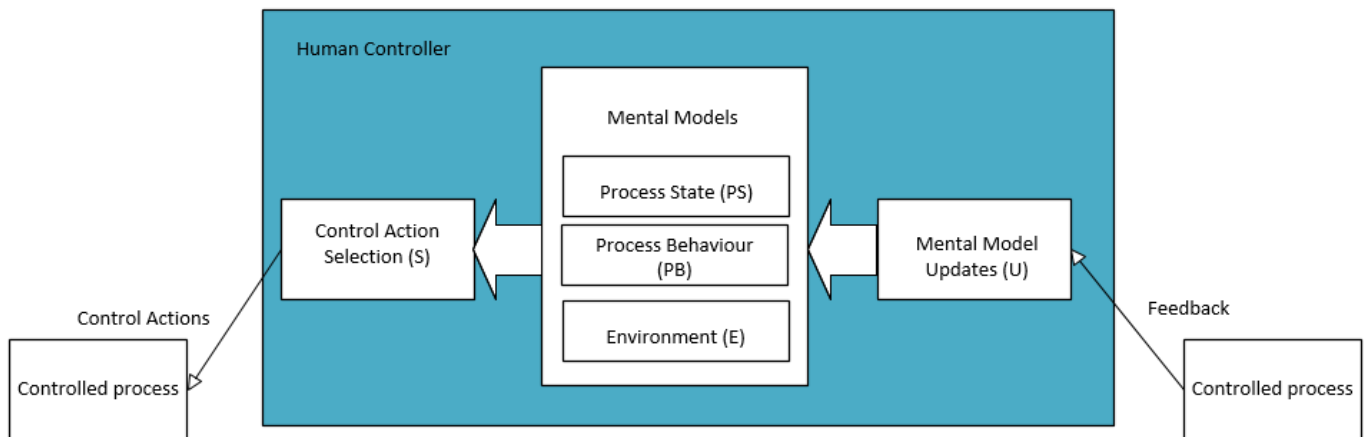 Human Controller
Mental Models
Process State (PS)
Process Behaviour
(PB)
Environment (E)
Control Action
Selection (S)
Mental Model
Updates (U)
Control Actions
Feedback
Controlled process
Controlled process